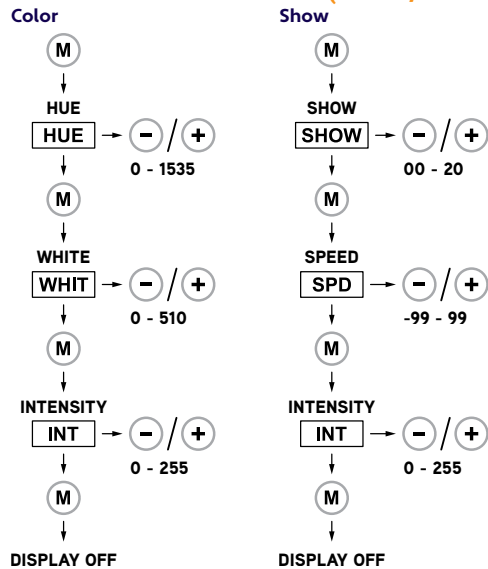 Color
M
HUE
HUE
- / +
0 - 1535
M
WHITE
WHIT
- / +
0 - 510
M
INTENSITY
INT
- / +
0 - 255
M
DISPLAY OFF
Show
M
SHOW
SHOW
- / +
00 - 20
M
SPEED
SPD
- / +
-99 - 99
M
INTENSITY
INT
- / +
0 - 255
M
DISPLAY OFF